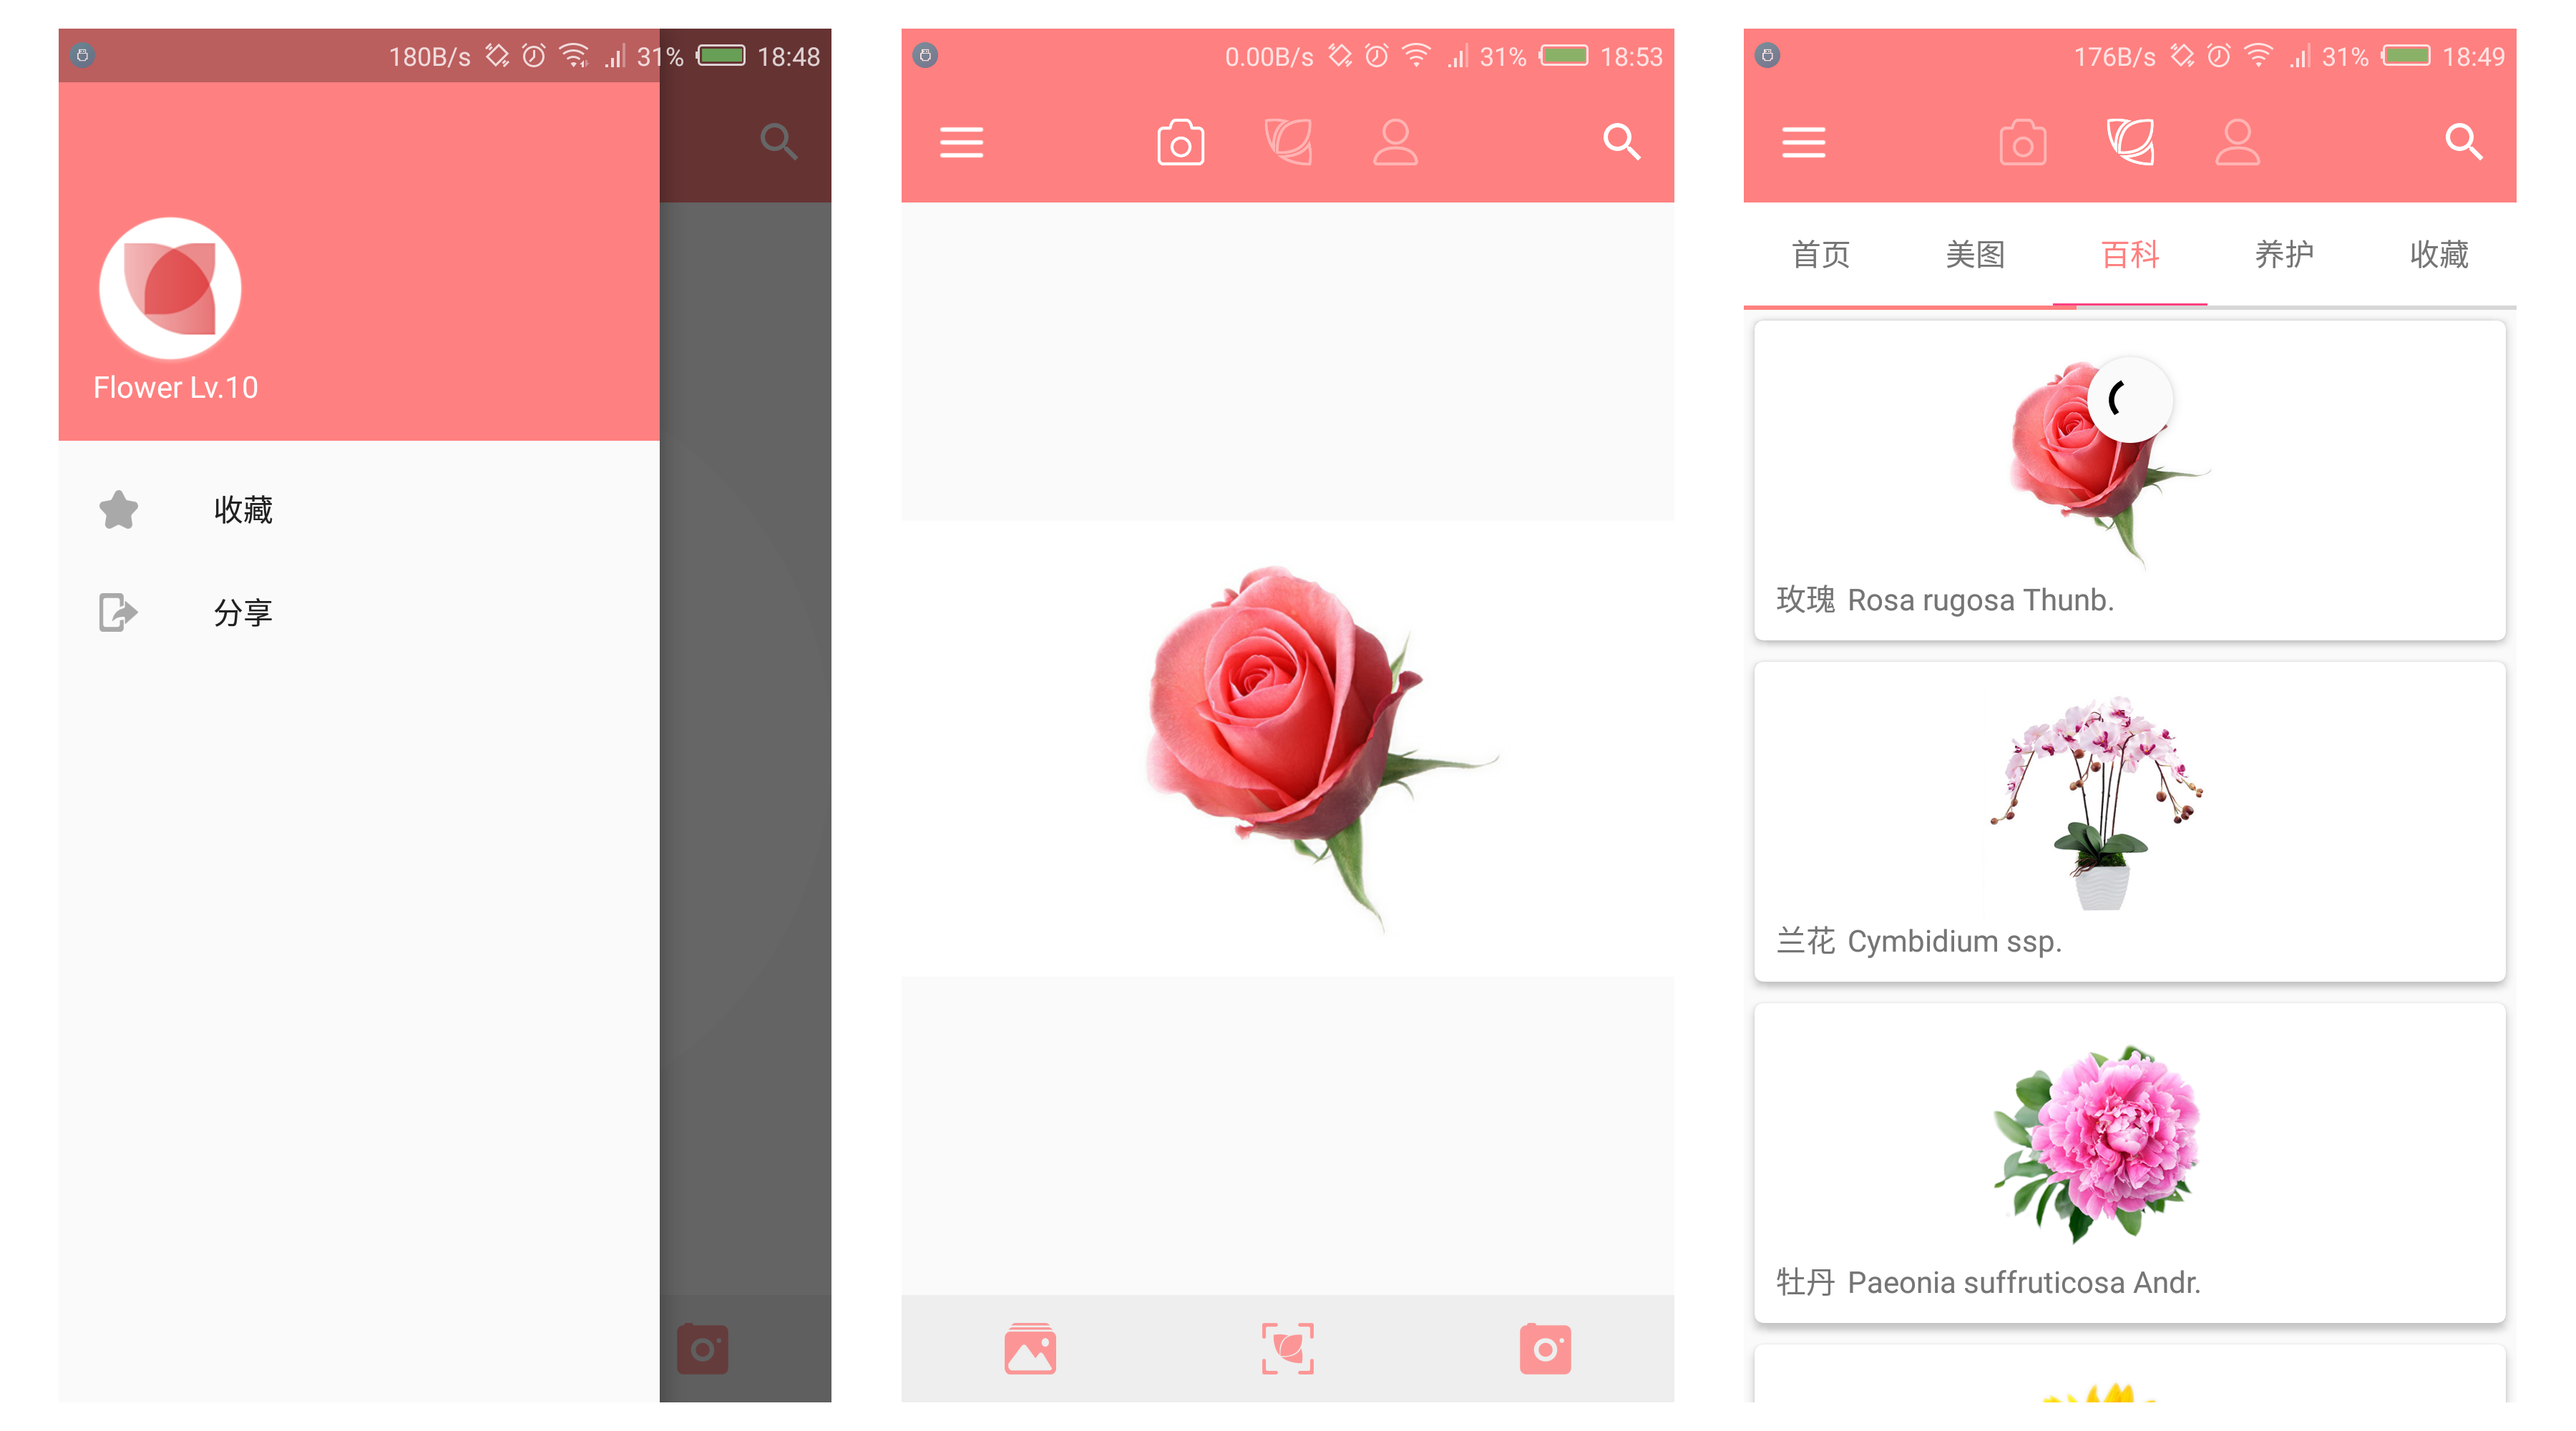 180B/s 31% 18:48
Flower Lv.10
收藏
分享
0.00B/s 31% 18:53
176B/s 31% 18:49
首页 美图 百科 养护 收藏
玫瑰 Rosa rugosa Thunb.
兰花 Cymbidium ssp.
牡丹 Paeonia suffruticosa Andr.